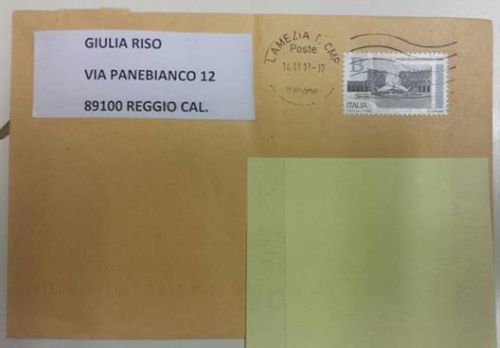 GIULIA RISO
VIA PANEBIANCO 12
89100 REGGIO CAL.
LAMEZIA T. CMP
Poste
14.11.17-17
Italiane
B
ITALIA